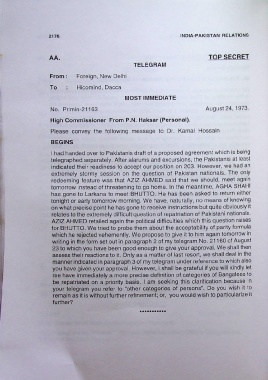 2178 INDIA-PAKISTAN RELATIONS
AA. TOP SECRET
TELEGRAM
From : Foreign, New Delhi
To : Hicomind, Dacca
MOST IMMEDIATE
No. Primin-21163 August 24, 1973.
High Commissioner From P.N. Haksar (Personal).
Please convey the following message to Dr. Kamal Hossain
BEGINS
I had handed over to Pakistanis draft of a proposed agreement which is being
telegraphed separately. After alarums and excursions, the Pakistanis at least
indicated their readiness to accept our position on 203. However, we had an
extremely stormy session on the question of Pakistan nationals. The only
redeeming feature was that AZIZ AHMED said that we should, meet again
tomorrow instead of threatening to go home. In the meantime, AGHA SHAHI
has gone to Larkana to meet BHUTTO. He has been asked to return either
tonight or early tomorrow morning. We have, naturally, no means of knowing
on what precise point he has gone to receive instructions but quite obviously it
relates to the extremely difficult question of repatriation of Pakistani nationals.
AZIZ AHMED related again the political difficulties which this question raises
for BHUTTO. We tried to probe them about the acceptability of parity formula
which he rejected vehemently. We propose to give it to him again tomorrow in
writing in the form set out in paragraph 3 of my telegram No. 21160 of August
23 to which you have been good enough to give your approval. We shall then
assess their reactions to it. Only as a matter of last resort, we shall deal in the
manner indicated in paragraph 3 of my telegram under reference to which also
you have given your approval. However, I shall be grateful if you will kindly let
me have immediately a more precise definition of categories of Bangalees to
be repatriated on a priority basis. I am seeking this clarification because in
your telegram you refer to "other categories of persons". Do you wish it to
remain as it is without further refinement; or, you would wish to particularize it
further?
***********